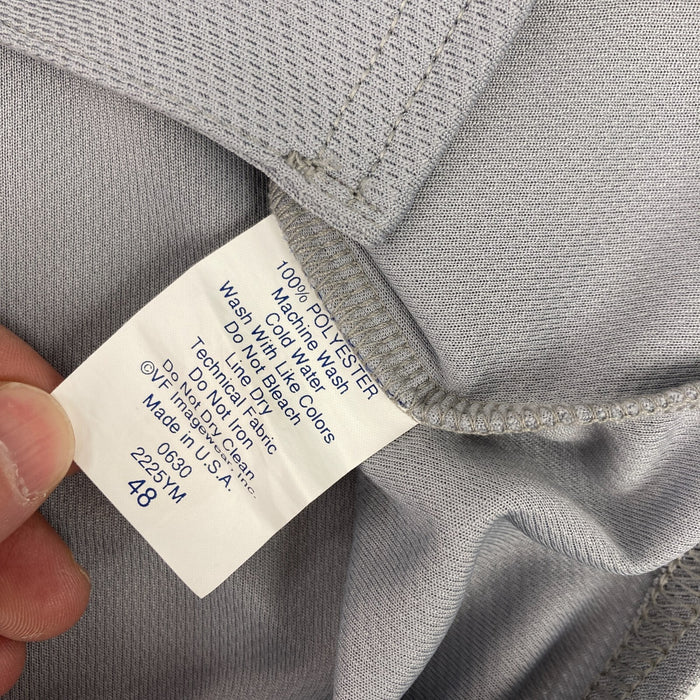 100% POLYESTER
Machine Wash
Cold Water
Wash With Like Colors
Do Not Bleach
Line Dry
Technical Fabric
Do Not Iron
Do Not Dry Clean
©VF Imagewear, Inc.
Made in U.S.A.
0630
2225YM
48